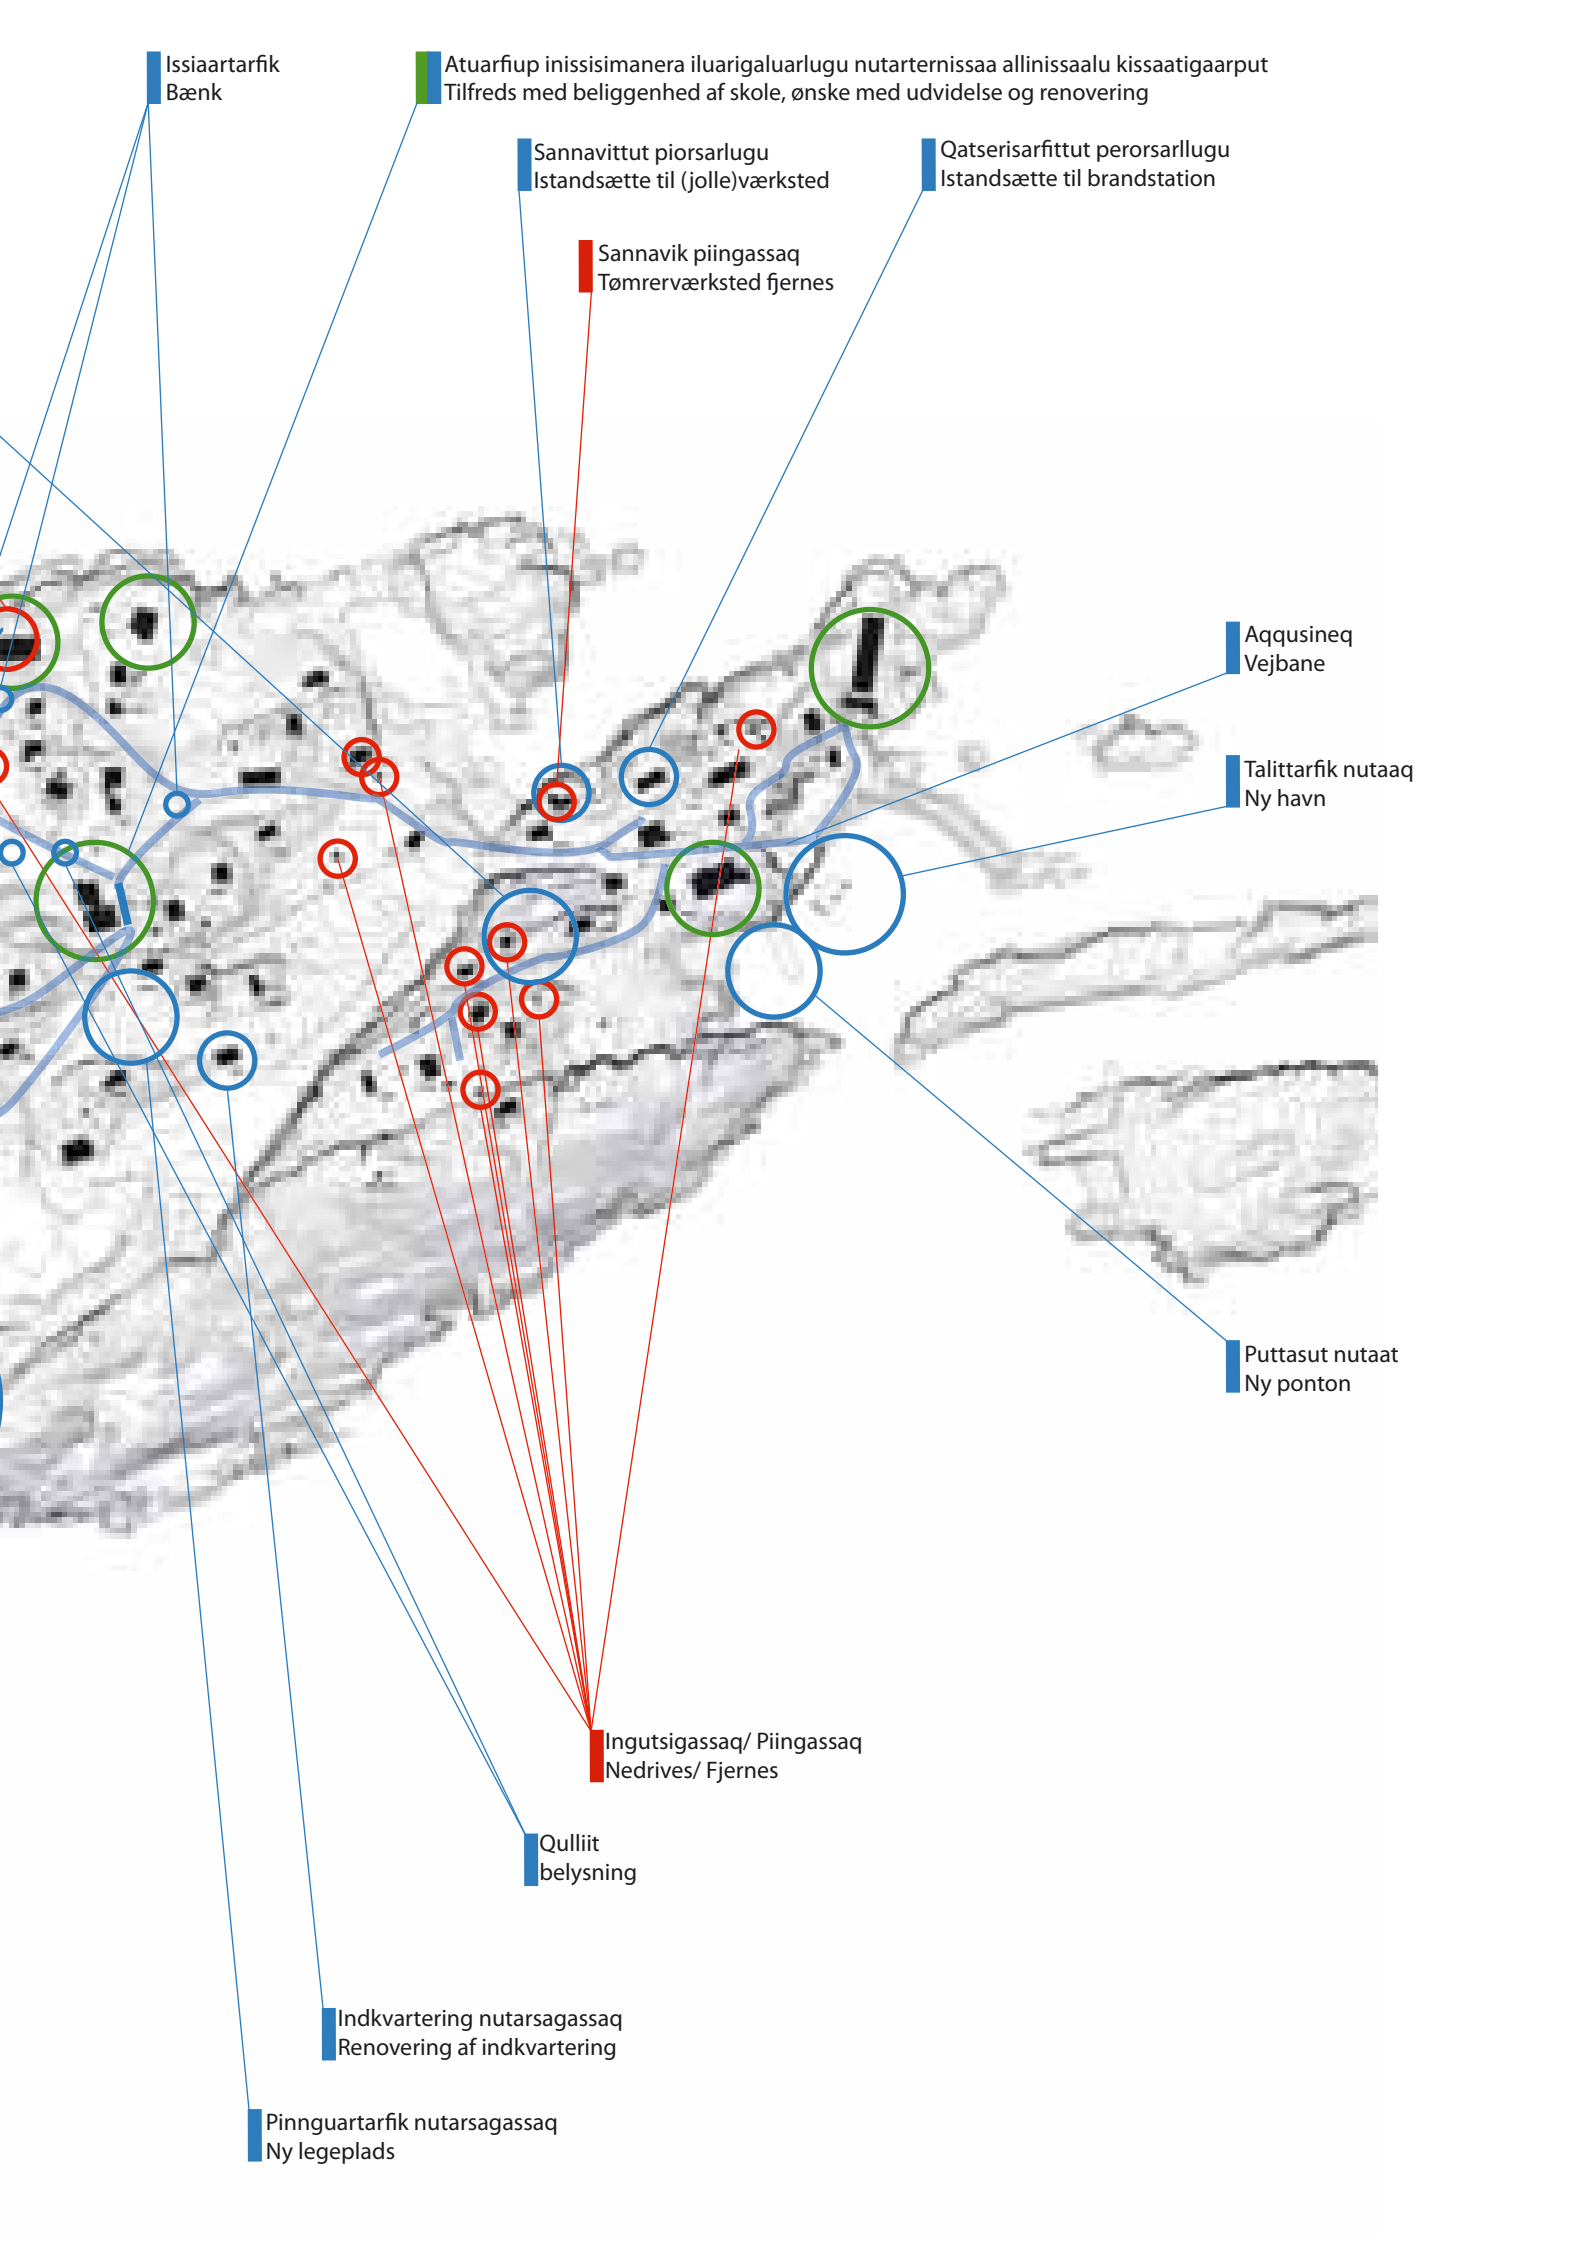 Issiaartarfik
Bænk
Atuarfiup inissisimanera iluarigaluarlugu nutarternissaa allinissaalu kissaatigaarput
Tilfreds med beliggenhed af skole, ønske med udvidelse og renovering
Sannavittut piorsarlugu
Istandsætte til (jolle)værksted
Qatserisarfittut perorsarllugu
Istandsætte til brandstation
Sannavik piingassaq
Tømrerværksted fjernes
Aqqusineq
Vejbane
Talittarfik nutaaq
Ny havn
Puttasut nutaat
Ny ponton
Ingutsigassaq/ Piingassaq
Nedrives/ Fjernes
Qulliit
belysning
Indkvartering nutarsagassaq
Renovering af indkvartering
Pinnguartarfik nutarsagassaq
Ny legeplads